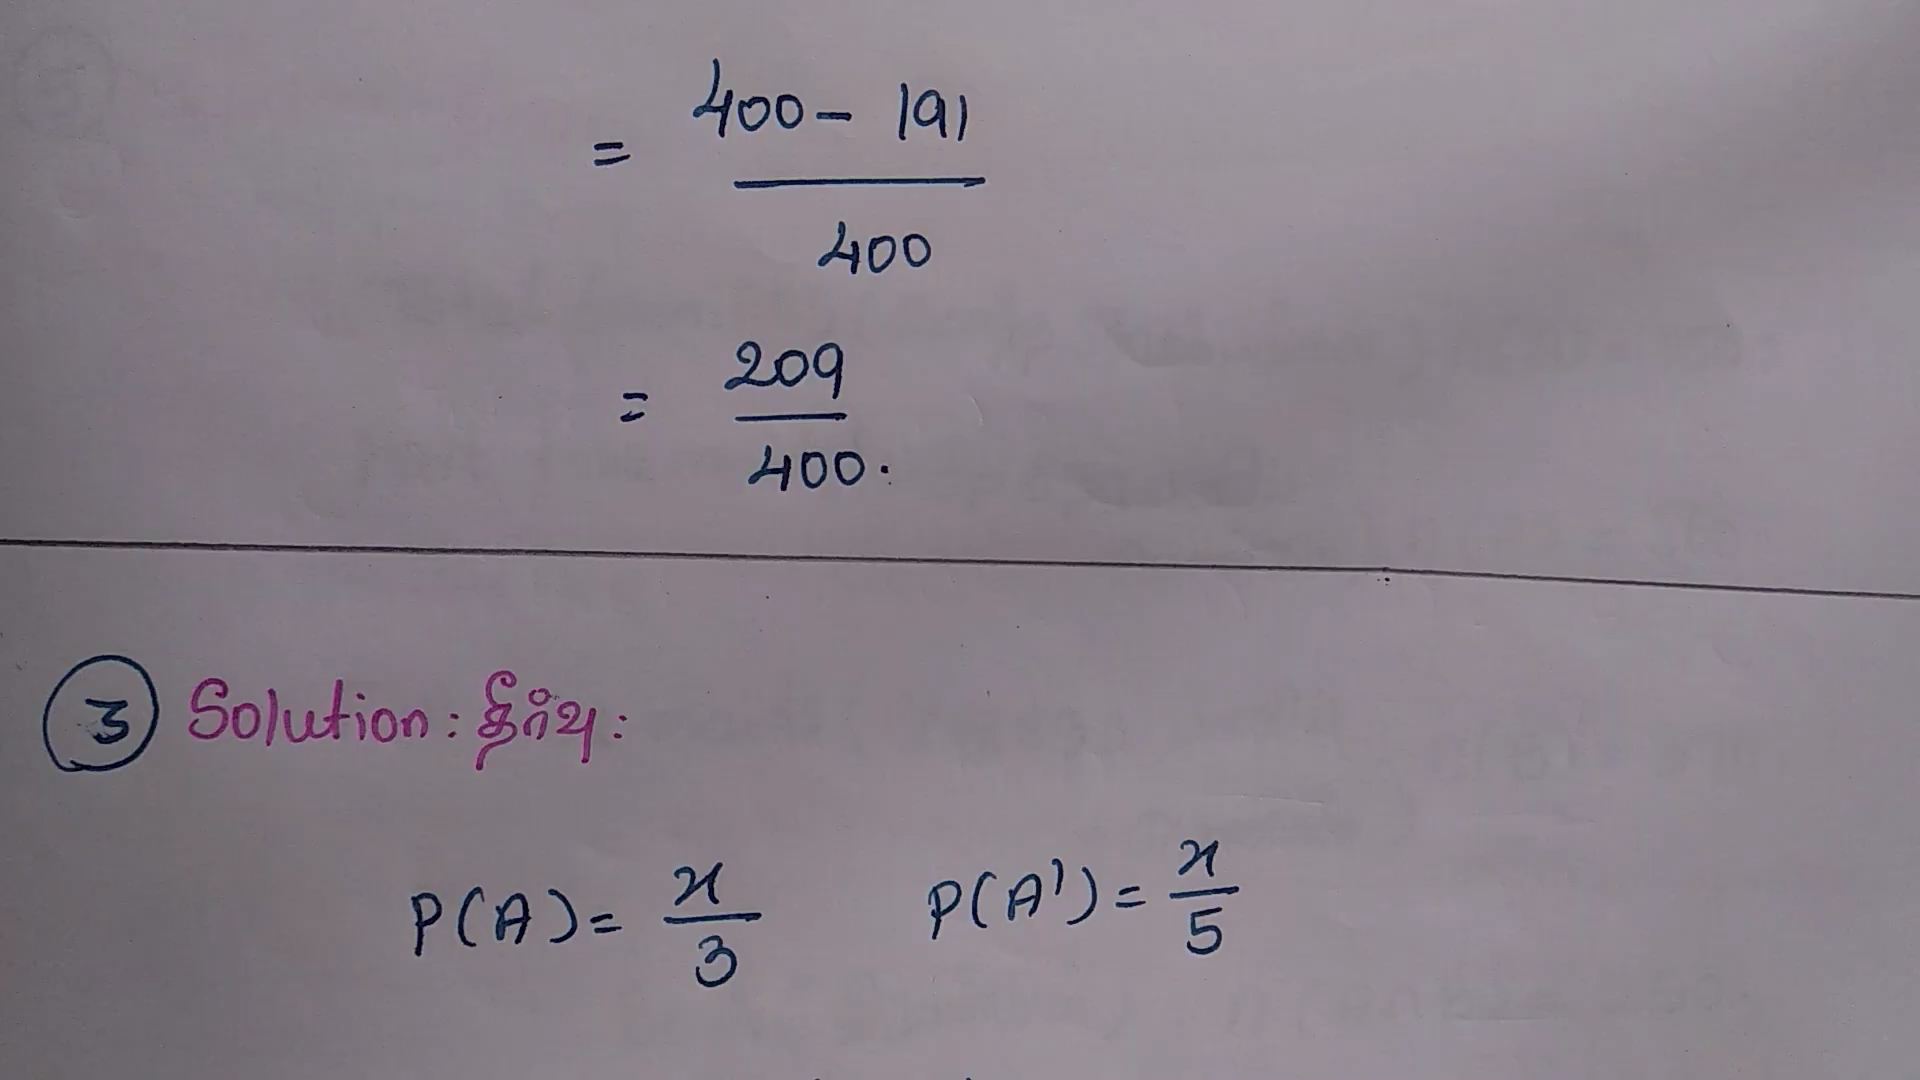 = 400 - 191
400
= 209
400.
3 Solution: தீர்வு:
P(A) = x/3 P(A') = x/5